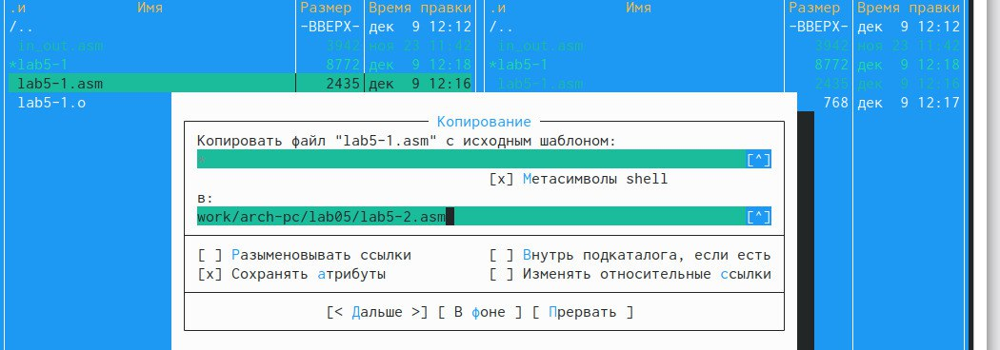 .и Имя Размер Время правки .и Имя Размер Время правки
/.. -ВВЕРХ- дек 9 12:12 /.. -ВВЕРХ- дек 9 12:12
in_out.asm 3942 ноя 23 11:42 in_out.asm 3942 ноя 23 11:42
*lab5-1 8772 дек 9 12:18 *lab5-1 8772 дек 9 12:18
lab5-1.asm 2435 дек 9 12:16 lab5-1.asm 2435 дек 9 12:16
lab5-1.o 768 дек 9 12:17
Копирование
Копировать файл "lab5-1.asm" с исходным шаблоном:
[^]
[x] Метасимволы shell
в:
work/arch-pc/lab05/lab5-2.asm [^]
[ ] Разыменовывать ссылки [ ] Внутрь подкаталога, если есть
[x] Сохранять атрибуты [ ] Изменять относительные ссылки
[< Дальше >] [ В фоне ] [ Прервать ]